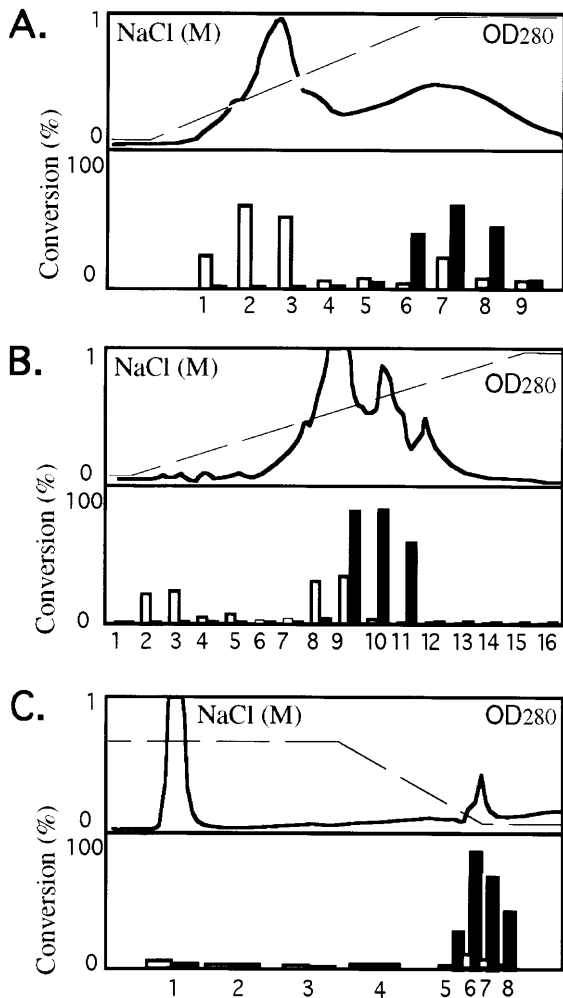 A.
1
NaCl (M)
OD280
0
Conversion (%)
100
0
1 2 3 4 5 6 7 8 9
B.
1
NaCl (M)
OD280
0
Conversion (%)
100
0
1 2 3 4 5 6 7 8 9 10 11 12 13 14 15 16
C.
1
NaCl (M)
OD280
0
Conversion (%)
100
0
1 2 3 4 5 6 7 8